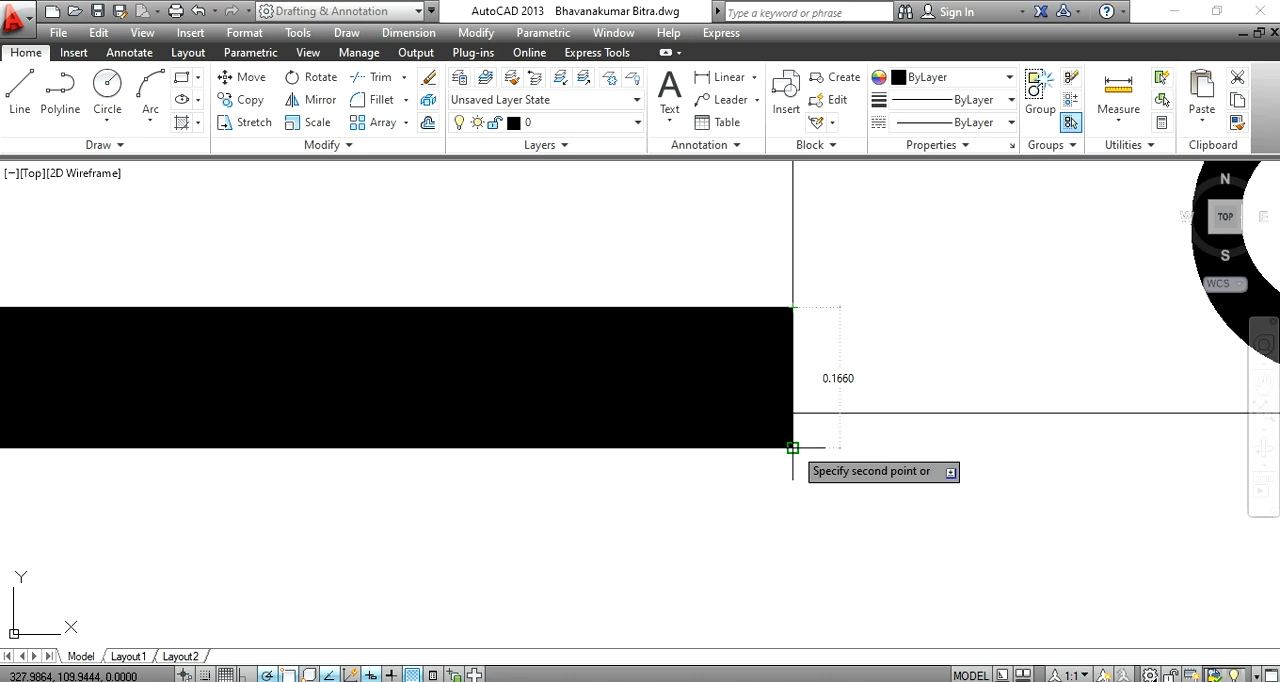 Drafting & Annotation AutoCAD 2013 Bhavanakumar Bitra.dwg Type a keyword or phrase Sign In
File Edit View Insert Format Tools Draw Dimension Modify Parametric Window Help Express
Home Insert Annotate Layout Parametric View Manage Output Plug-ins Online Express Tools
Line Polyline Circle Arc
Move Rotate Trim
Copy Mirror Fillet
Stretch Scale Array
Unsaved Layer State
0
Text
Linear
Leader
Table
Insert
Create
Edit
ByLayer
ByLayer
ByLayer
Group
Measure
Paste
Draw Modify Layers Annotation Block Properties Groups Utilities Clipboard
[−][Top][2D Wireframe]
N
W TOP E
S
WCS
0.1660
Specify second point or
Y
X
Model Layout1 Layout2
327.9864, 109.9444, 0.0000 MODEL 1:1